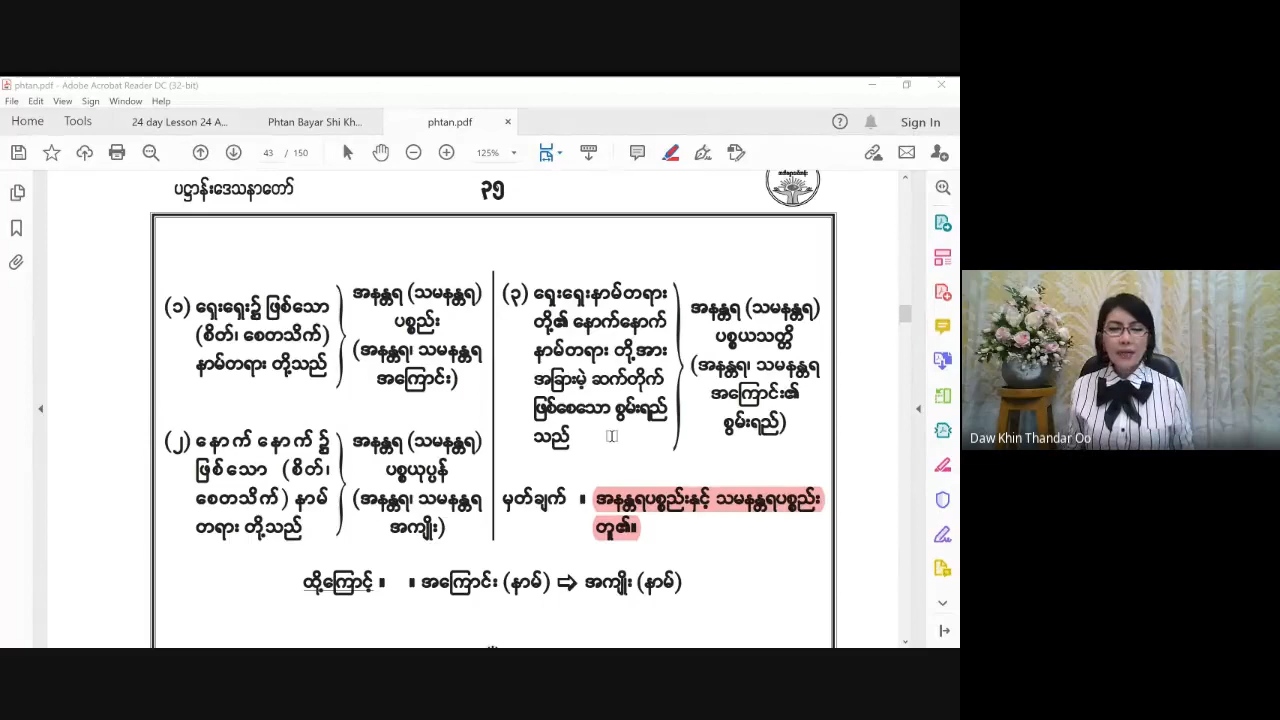 phtan.pdf - Adobe Acrobat Reader DC (32-bit)
File Edit View Sign Window Help
Home Tools 24 day Lesson 24 A... Phtan Bayar Shi Kh... phtan.pdf × Sign In
43 / 150 125%
ပဋ္ဌာန်းဒေသနာတော် ၃၅
(၁) ရှေးရှေး၌ ဖြစ်သော
(စိတ်၊ စေတသိက်)
နာမ်တရား တို့သည်
အနန္တရ (သမနန္တရ)
ပစ္စည်း
(အနန္တရ၊ သမနန္တရ
အကြောင်း)
(၂) နောက် နောက် ၌
ဖြစ်သော (စိတ်၊
စေတသိက်) နာမ်
တရား တို့သည်
အနန္တရ (သမနန္တရ)
ပစ္စယုပ္ပန်
(အနန္တရ၊ သမနန္တရ
အကျိုး)
(၃) ရှေးရှေးနာမ်တရား
တို့၏ နောက်နောက်
နာမ်တရား တို့အား
အခြားမဲ့ ဆက်တိုက်
ဖြစ်စေသော စွမ်းရည်
သည်
အနန္တရ (သမနန္တရ)
ပစ္စယသတ္တိ
(အနန္တရ၊ သမနန္တရ
အကြောင်း၏
စွမ်းရည်)
မှတ်ချက် ။ အနန္တရပစ္စည်းနှင့် သမနန္တရပစ္စည်း
တူ၏။
ထို့ကြောင့် ။ ။ အကြောင်း (နာမ်) ⇨ အကျိုး (နာမ်)
Daw Khin Thandar Oo